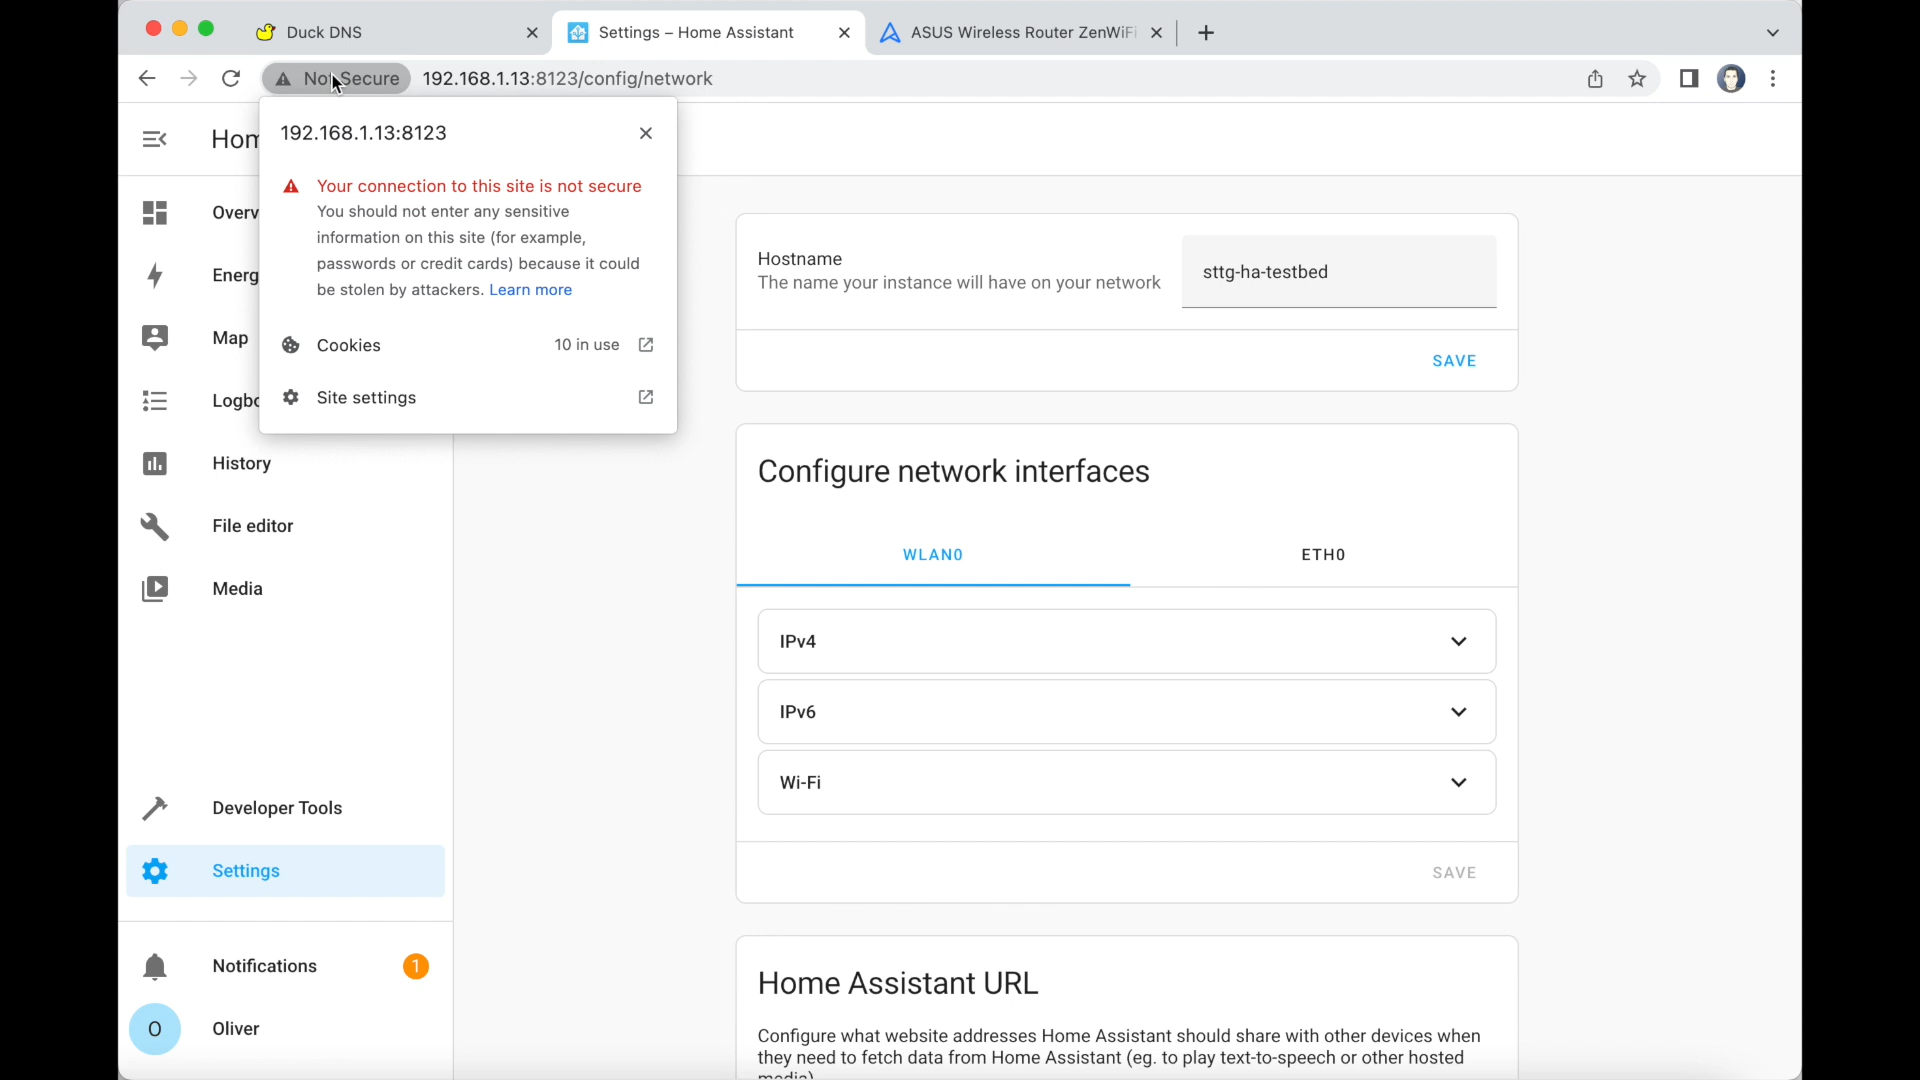 Duck DNS
Settings – Home Assistant
ASUS Wireless Router ZenWiFi
Not Secure
192.168.1.13:8123/config/network
192.168.1.13:8123
Your connection to this site is not secure
You should not enter any sensitive
information on this site (for example,
passwords or credit cards) because it could
be stolen by attackers. Learn more
Cookies
10 in use
Site settings
Hom
Overv
Energ
Map
Logbo
History
File editor
Media
Developer Tools
Settings
Notifications
1
O
Oliver
Hostname
The name your instance will have on your network
sttg-ha-testbed
SAVE
Configure network interfaces
WLAN0
ETH0
IPv4
IPv6
Wi-Fi
SAVE
Home Assistant URL
Configure what website addresses Home Assistant should share with other devices when
they need to fetch data from Home Assistant (eg. to play text-to-speech or other hosted
media)